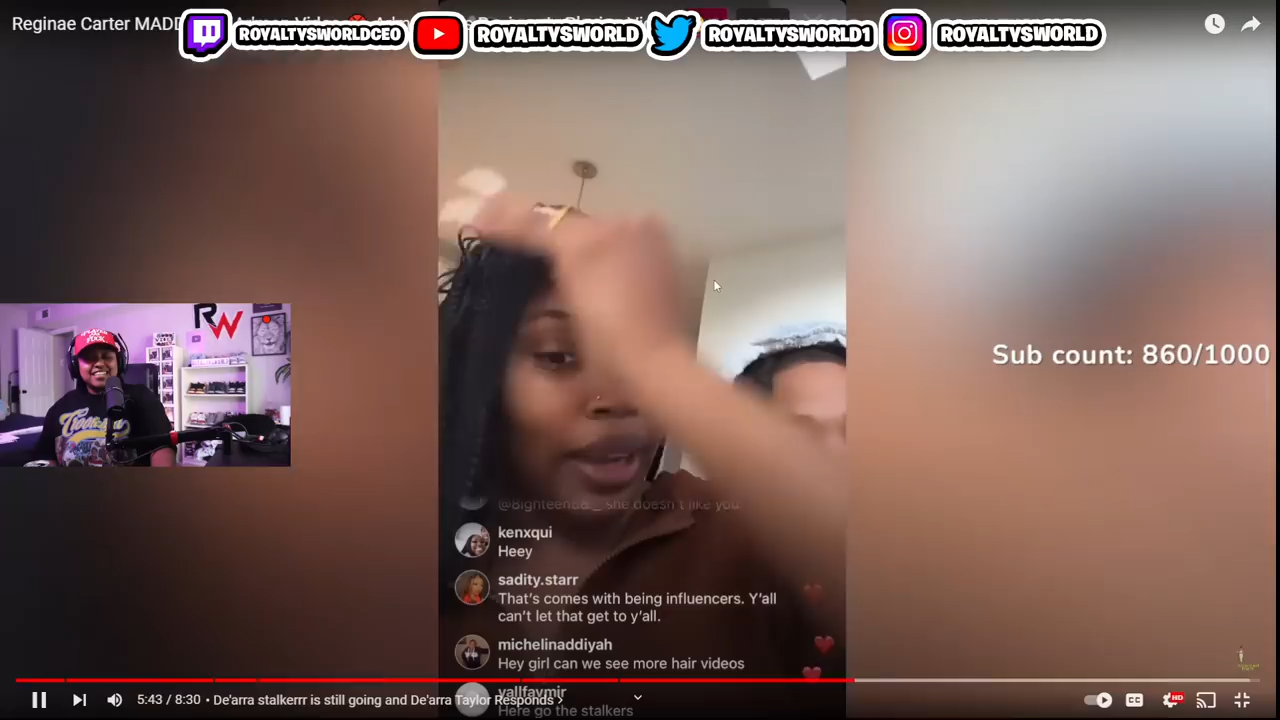 Reginae Carter MADD
ROYALTYSWORLDCEO
ROYALTYSWORLD
ROYALTYSWORLD1
ROYALTYSWORLD
RW
Sub count: 860/1000
she doesn't like you
kenxqui
Heey
sadity.starr
That's comes with being influencers. Y'all
can't let that get to y'all.
michelinaddiyah
Hey girl can we see more hair videos
yallfavmir
Here go the stalkers
5:43 / 8:30 • De'arra stalkerrr is still going and De'arra Taylor Responds
CC
HD